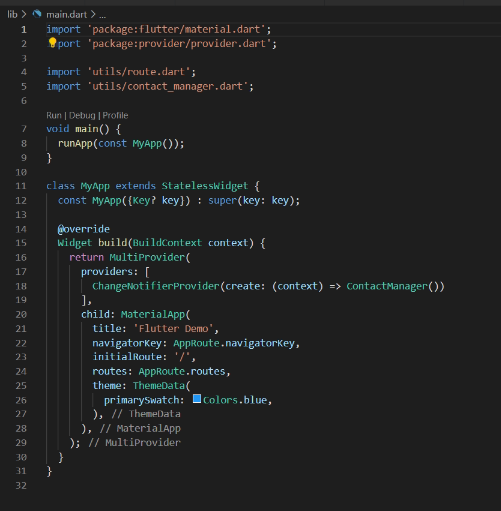 lib > main.dart > ...
1 import 'package:flutter/material.dart';
2 port 'package:provider/provider.dart';
3
4 import 'utils/route.dart';
5 import 'utils/contact_manager.dart';
6
Run | Debug | Profile
7 void main() {
8   runApp(const MyApp());
9 }
10
11 class MyApp extends StatelessWidget {
12   const MyApp({Key? key}) : super(key: key);
13
14   @override
15   Widget build(BuildContext context) {
16     return MultiProvider(
17       providers: [
18         ChangeNotifierProvider(create: (context) => ContactManager())
19       ],
20       child: MaterialApp(
21         title: 'Flutter Demo',
22         navigatorKey: AppRoute.navigatorKey,
23         initialRoute: '/',
24         routes: AppRoute.routes,
25         theme: ThemeData(
26           primarySwatch: Colors.blue,
27         ), // ThemeData
28       ), // MaterialApp
29     ); // MultiProvider
30   }
31 }
32